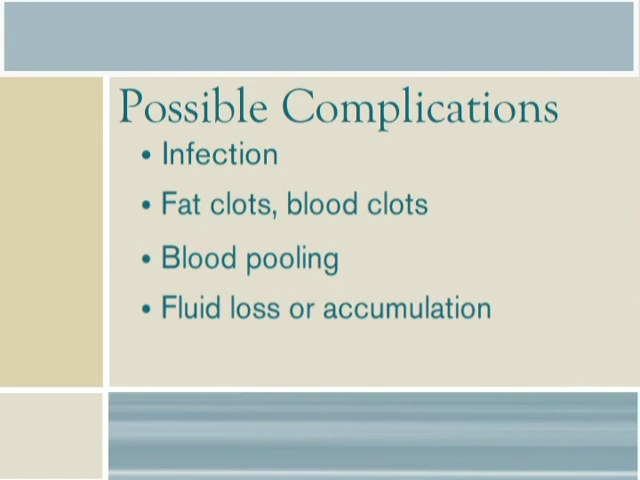 Possible Complications
• Infection
• Fat clots, blood clots
• Blood pooling
• Fluid loss or accumulation